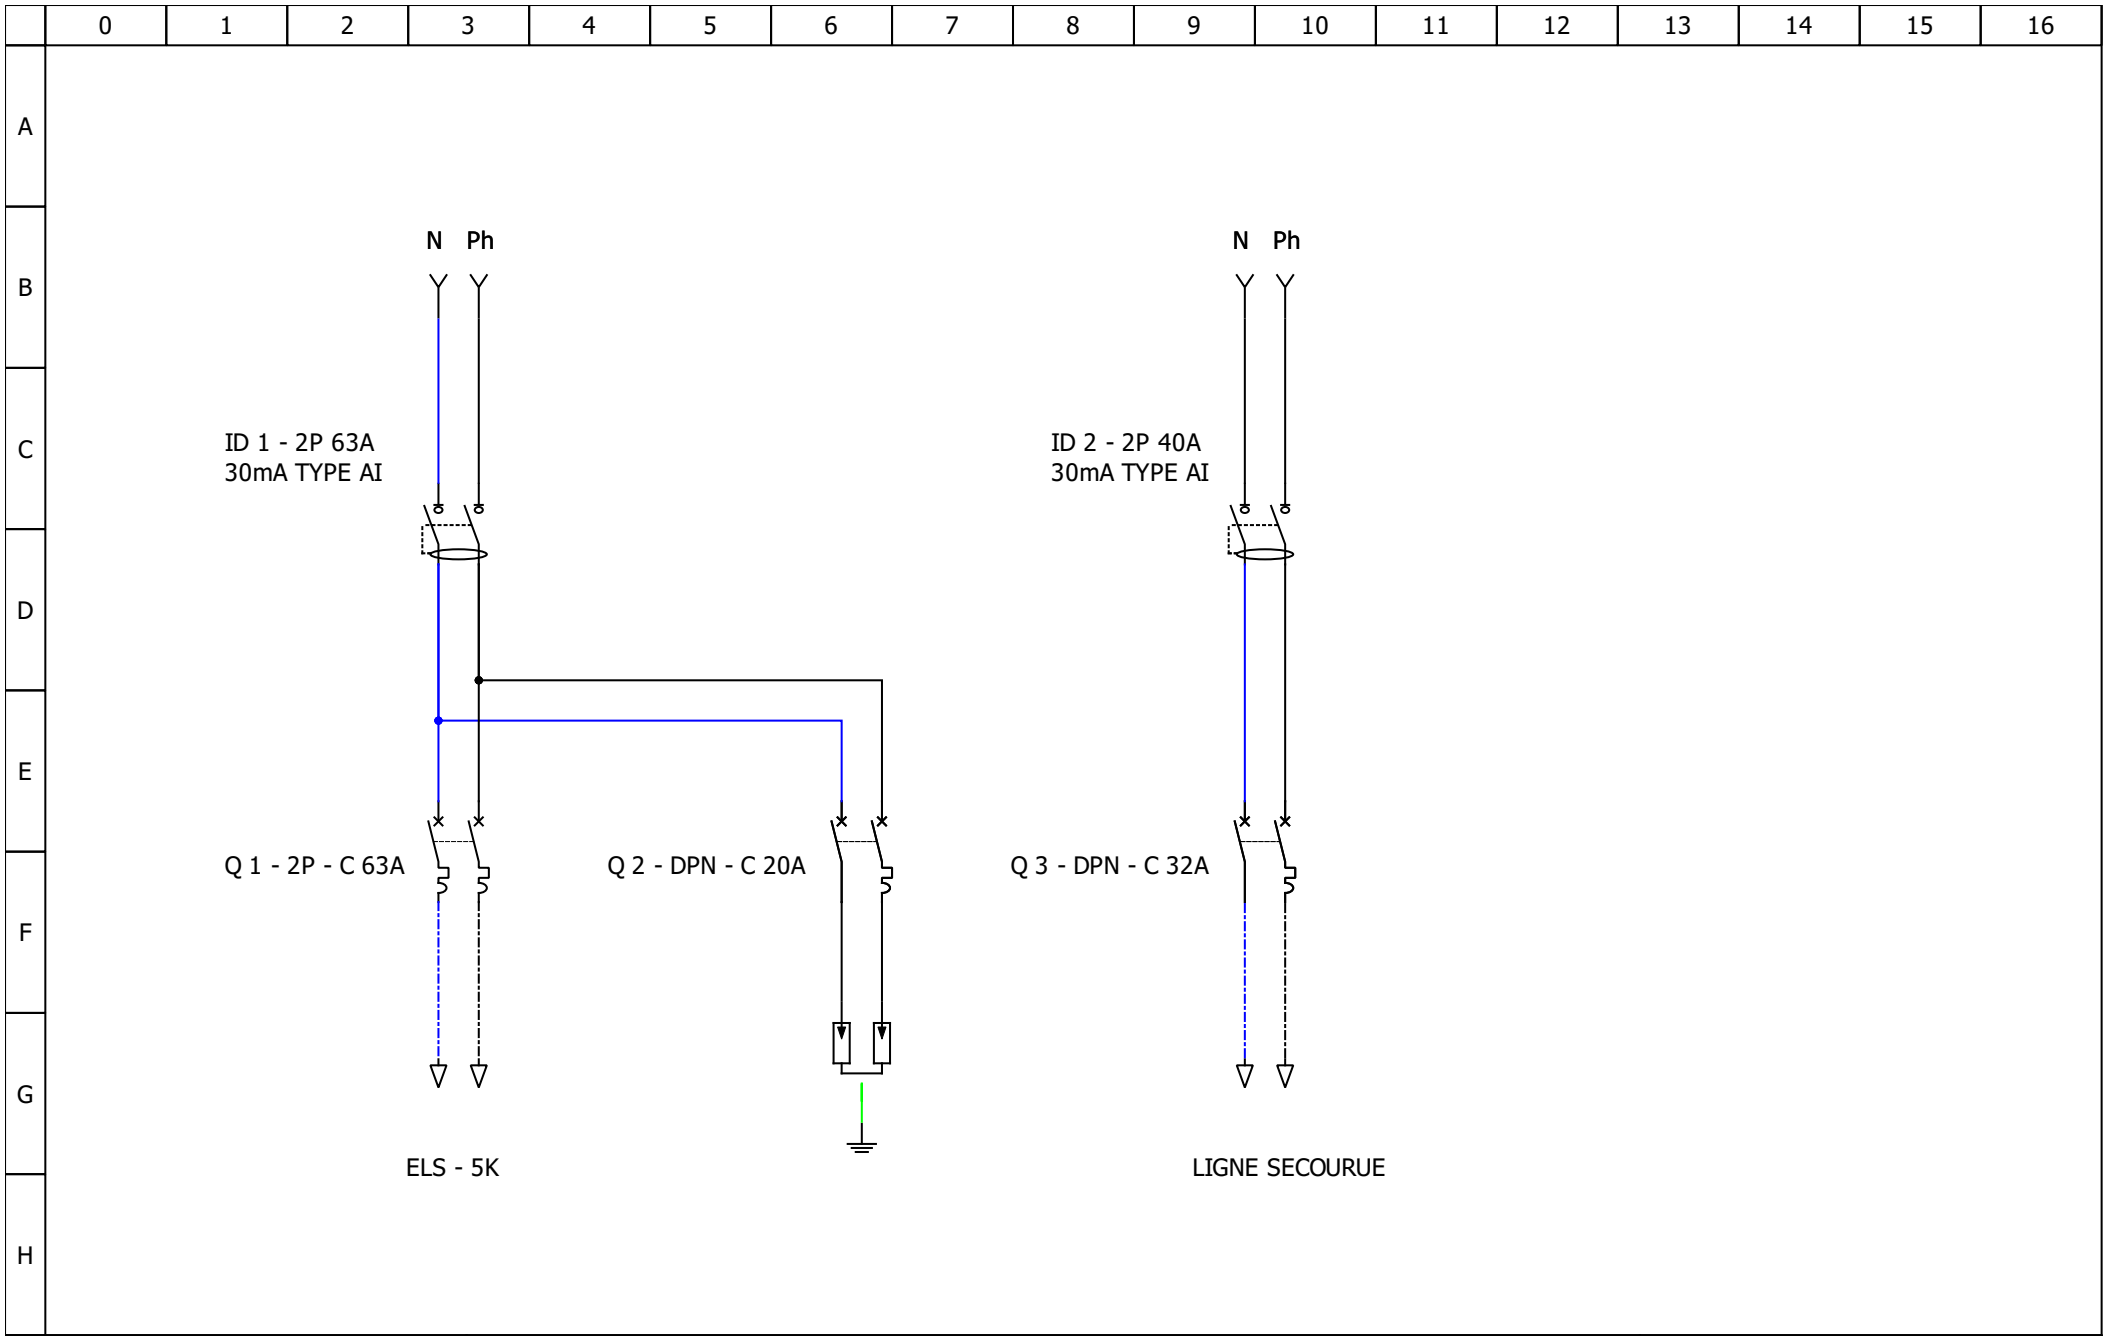 0 1 2 3 4 5 6 7 8 9 10 11 12 13 14 15 16
A
N Ph N Ph
B
C
ID 1 - 2P 63A
30mA TYPE AI
ID 2 - 2P 40A
30mA TYPE AI
D
E
Q 1 - 2P - C 63A
Q 2 - DPN - C 20A
Q 3 - DPN - C 32A
F
G
ELS - 5K
LIGNE SECOURUE
H